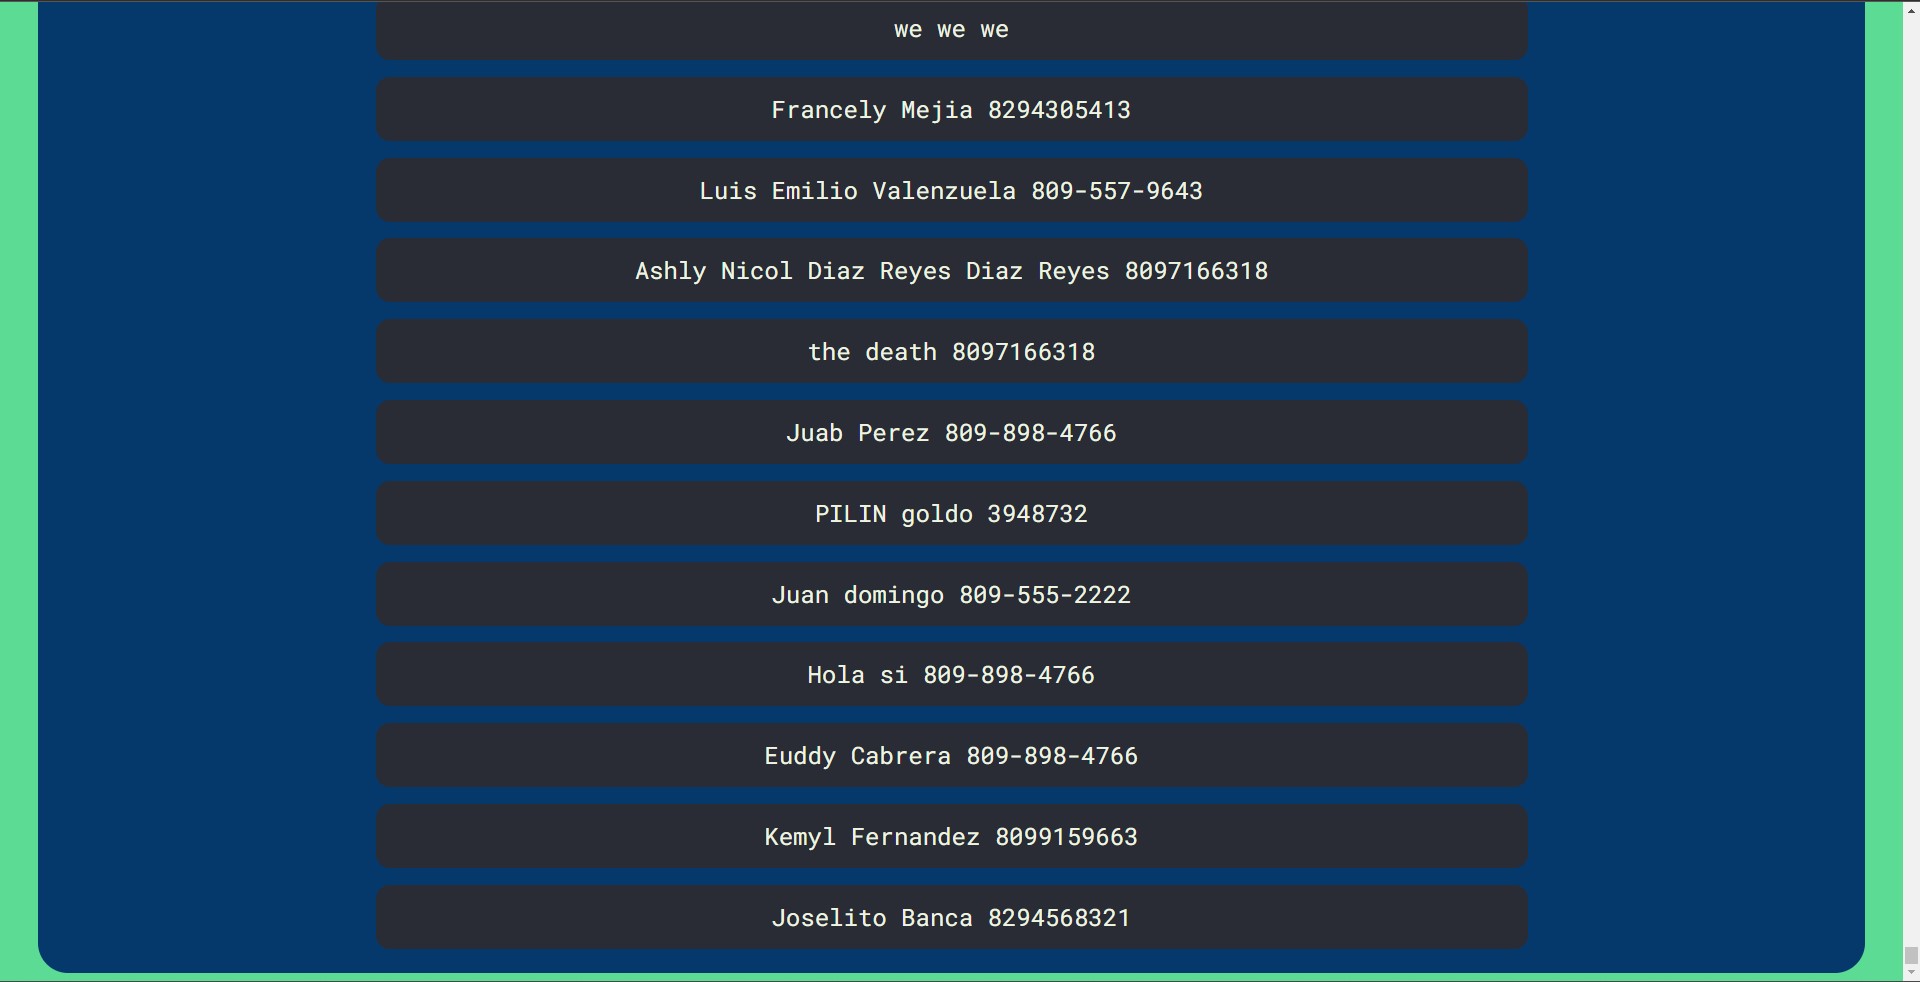 we we we
Francely Mejia 8294305413
Luis Emilio Valenzuela 809-557-9643
Ashly Nicol Diaz Reyes Diaz Reyes 8097166318
the death 8097166318
Juab Perez 809-898-4766
PILIN goldo 3948732
Juan domingo 809-555-2222
Hola si 809-898-4766
Euddy Cabrera 809-898-4766
Kemyl Fernandez 8099159663
Joselito Banca 8294568321